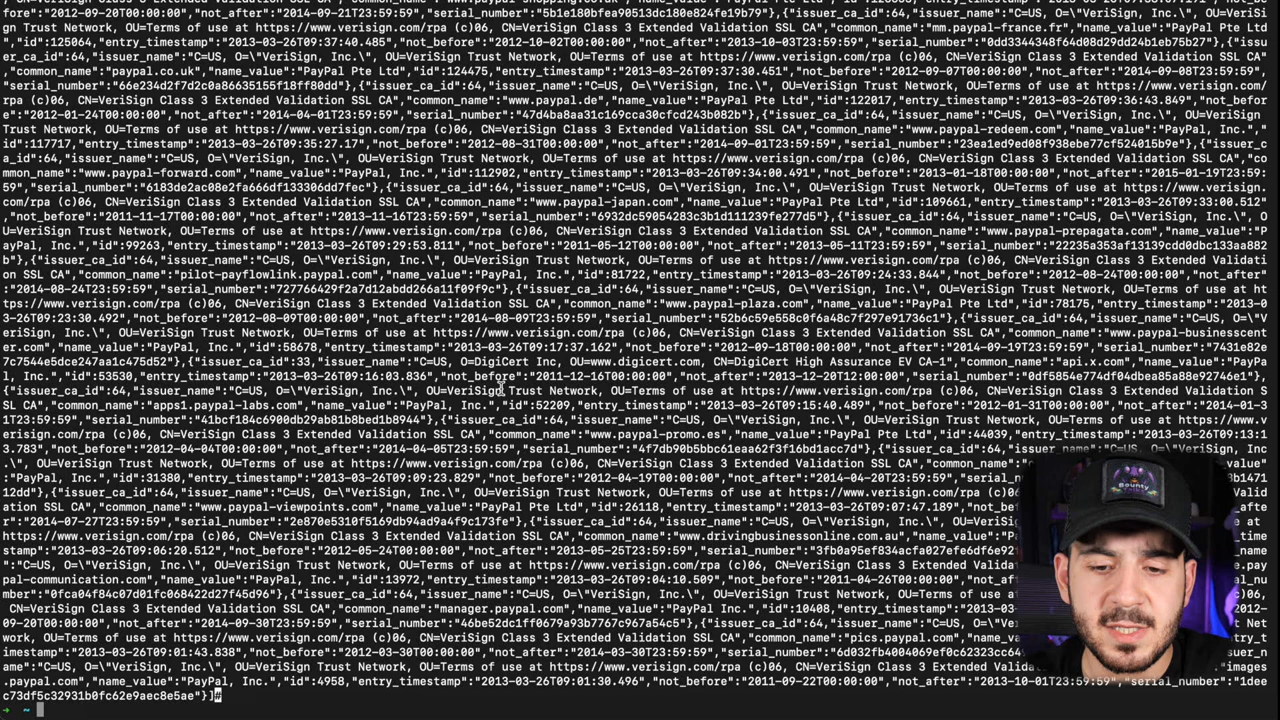 "2012-09-20T00:00:00","not_after":"2014-09-21T23:59:59","serial_number":"5b1e180bfea90513dc180e824fe19b79"},{"issuer_ca_id":64,"issuer_name":"C=US, O=\"VeriSign, Inc.\", OU=VeriSi
gn Trust Network, OU=Terms of use at https://www.verisign.com/rpa (c)06, CN=VeriSign Class 3 Extended Validation SSL CA","common_name":"mm.paypal-france.fr","name_value":"PayPal Pte Ltd
","id":125064,"entry_timestamp":"2013-03-26T09:37:40.485","not_before":"2012-10-02T00:00:00","not_after":"2013-10-03T23:59:59","serial_number":"0dd3344348f64d08d29dd24b1eb75b27"},{"issu
er_ca_id":64,"issuer_name":"C=US, O=\"VeriSign, Inc.\", OU=VeriSign Trust Network, OU=Terms of use at https://www.verisign.com/rpa (c)06, CN=VeriSign Class 3 Extended Validation SSL CA"
,"common_name":"paypal.co.uk","name_value":"PayPal Pte Ltd","id":124475,"entry_timestamp":"2013-03-26T09:37:30.451","not_before":"2012-09-07T00:00:00","not_after":"2014-09-08T23:59:59",
"serial_number":"66e234d2f7d2c0a86635155f18ff80dd"},{"issuer_ca_id":64,"issuer_name":"C=US, O=\"VeriSign, Inc.\", OU=VeriSign Trust Network, OU=Terms of use at https://www.verisign.com/
rpa (c)06, CN=VeriSign Class 3 Extended Validation SSL CA","common_name":"www.paypal.de","name_value":"PayPal Pte Ltd","id":122017,"entry_timestamp":"2013-03-26T09:36:43.849","not_befor
e":"2012-01-24T00:00:00","not_after":"2014-04-01T23:59:59","serial_number":"47d4ba8aa31c169cca30cfcd243b082b"},{"issuer_ca_id":64,"issuer_name":"C=US, O=\"VeriSign, Inc.\", OU=VeriSign
Trust Network, OU=Terms of use at https://www.verisign.com/rpa (c)06, CN=VeriSign Class 3 Extended Validation SSL CA","common_name":"www.paypal-redeem.com","name_value":"PayPal, Inc.","
id":117717,"entry_timestamp":"2013-03-26T09:35:27.17","not_before":"2012-08-31T00:00:00","not_after":"2014-09-01T23:59:59","serial_number":"23ea1ed9ed08f938ebe77cf524015b9e"},{"issuer_c
a_id":64,"issuer_name":"C=US, O=\"VeriSign, Inc.\", OU=VeriSign Trust Network, OU=Terms of use at https://www.verisign.com/rpa (c)06, CN=VeriSign Class 3 Extended Validation SSL CA","co
mmon_name":"www.paypal-forward.com","name_value":"PayPal, Inc.","id":112902,"entry_timestamp":"2013-03-26T09:34:00.491","not_before":"2013-01-18T00:00:00","not_after":"2015-01-19T23:59:
59","serial_number":"6183de2ac08e2fa666df133306dd7fec"},{"issuer_ca_id":64,"issuer_name":"C=US, O=\"VeriSign, Inc.\", OU=VeriSign Trust Network, OU=Terms of use at https://www.verisign.
com/rpa (c)06, CN=VeriSign Class 3 Extended Validation SSL CA","common_name":"www.paypal-japan.com","name_value":"PayPal Pte Ltd","id":109661,"entry_timestamp":"2013-03-26T09:33:00.512"
,"not_before":"2011-11-17T00:00:00","not_after":"2013-11-16T23:59:59","serial_number":"6932dc59054283c3b1d111239fe277d5"},{"issuer_ca_id":64,"issuer_name":"C=US, O=\"VeriSign, Inc.\", O
U=VeriSign Trust Network, OU=Terms of use at https://www.verisign.com/rpa (c)06, CN=VeriSign Class 3 Extended Validation SSL CA","common_name":"www.paypal-prepagata.com","name_value":"P
ayPal, Inc.","id":99263,"entry_timestamp":"2013-03-26T09:29:53.811","not_before":"2011-05-12T00:00:00","not_after":"2013-05-11T23:59:59","serial_number":"22235a353af13139cdd0dbc133aa882
b"},{"issuer_ca_id":64,"issuer_name":"C=US, O=\"VeriSign, Inc.\", OU=VeriSign Trust Network, OU=Terms of use at https://www.verisign.com/rpa (c)06, CN=VeriSign Class 3 Extended Validati
on SSL CA","common_name":"pilot-payflowlink.paypal.com","name_value":"PayPal, Inc.","id":81722,"entry_timestamp":"2013-03-26T09:24:33.844","not_before":"2012-08-24T00:00:00","not_after"
:"2014-08-24T23:59:59","serial_number":"727766429f2a7d12abdd266a11f09f9c"},{"issuer_ca_id":64,"issuer_name":"C=US, O=\"VeriSign, Inc.\", OU=VeriSign Trust Network, OU=Terms of use at ht
tps://www.verisign.com/rpa (c)06, CN=VeriSign Class 3 Extended Validation SSL CA","common_name":"www.paypal-plaza.com","name_value":"PayPal Pte Ltd","id":78175,"entry_timestamp":"2013-0
3-26T09:23:30.492","not_before":"2012-08-09T00:00:00","not_after":"2014-08-09T23:59:59","serial_number":"52b6c59e558c0f6a48c7f297e91736c1"},{"issuer_ca_id":64,"issuer_name":"C=US, O=\"V
eriSign, Inc.\", OU=VeriSign Trust Network, OU=Terms of use at https://www.verisign.com/rpa (c)06, CN=VeriSign Class 3 Extended Validation SSL CA","common_name":"www.paypal-businesscent
er.com","name_value":"PayPal, Inc.","id":58678,"entry_timestamp":"2013-03-26T09:17:37.162","not_before":"2012-09-18T00:00:00","not_after":"2014-09-19T23:59:59","serial_number":"7431e82e
7c7544e5dce247aa1c475d52"},{"issuer_ca_id":33,"issuer_name":"C=US, O=DigiCert Inc, OU=www.digicert.com, CN=DigiCert High Assurance EV CA-1","common_name":"api.x.com","name_value":"PayPa
l, Inc.","id":53530,"entry_timestamp":"2013-03-26T09:16:03.836","not_before":"2011-12-16T00:00:00","not_after":"2013-12-20T12:00:00","serial_number":"0df5854e774df04dbea85a88e92746e1"},
{"issuer_ca_id":64,"issuer_name":"C=US, O=\"VeriSign, Inc.\", OU=VeriSign Trust Network, OU=Terms of use at https://www.verisign.com/rpa (c)06, CN=VeriSign Class 3 Extended Validation S
SL CA","common_name":"apps1.paypal-labs.com","name_value":"PayPal, Inc.","id":52209,"entry_timestamp":"2013-03-26T09:15:40.489","not_before":"2012-01-31T00:00:00","not_after":"2014-01-3
1T23:59:59","serial_number":"41bcf184c6900db29ab81b8bed1b8944"},{"issuer_ca_id":64,"issuer_name":"C=US, O=\"VeriSign, Inc.\", OU=VeriSign Trust Network, OU=Terms of use at https://www.v
erisign.com/rpa (c)06, CN=VeriSign Class 3 Extended Validation SSL CA","common_name":"www.paypal-promo.es","name_value":"PayPal Pte Ltd","id":44039,"entry_timestamp":"2013-03-26T09:13:1
3.783","not_before":"2012-04-04T00:00:00","not_after":"2014-04-05T23:59:59","serial_number":"4f7db90b5bbc61eaa62f3f16bd1acc7d"},{"issuer_ca_id":64,"issuer_name":"C=US, O=\"VeriSign, Inc
.\", OU=VeriSign Trust Network, OU=Terms of use at https://www.verisign.com/rpa (c)06, CN=VeriSign Class 3 Extended Validation SSL CA","common_name":
:"PayPal, Inc.","id":31380,"entry_timestamp":"2013-03-26T09:09:23.829","not_before":"2012-04-19T00:00:00","not_after":"2014-04-20T23:59:59","serial_number": 3b1471
12dd"},{"issuer_ca_id":64,"issuer_name":"C=US, O=\"VeriSign, Inc.\", OU=VeriSign Trust Network, OU=Terms of use at https://www.verisign.com/rpa (c)06, Valid
ation SSL CA","common_name":"www.paypal-viewpoints.com","name_value":"PayPal Pte Ltd","id":26118,"entry_timestamp":"2013-03-26T09:07:47.189","not_before":
:"2014-07-27T23:59:59","serial_number":"2e870e5310f5169db94ad9a4f9c173fe"},{"issuer_ca_id":64,"issuer_name":"C=US, O=\"VeriSign, Inc.\", OU=VeriSign e at
https://www.verisign.com/rpa (c)06, CN=VeriSign Class 3 Extended Validation SSL CA","common_name":"www.drivingbusinessonline.com.au","name_value":
stamp":"2013-03-26T09:06:20.512","not_before":"2012-05-24T00:00:00","not_after":"2013-05-25T23:59:59","serial_number":"3fb0a95ef834acfa027efe6df6e92
:"C=US, O=\"VeriSign, Inc.\", OU=VeriSign Trust Network, OU=Terms of use at https://www.verisign.com/rpa (c)06, CN=VeriSign Class 3 Extended
pal-communication.com","name_value":"PayPal, Inc.","id":13972,"entry_timestamp":"2013-03-26T09:04:10.509","not_before":"2011-04-26T00:00:00","not_
mber":"0fca04f84c07d01fc068422d27f45d96"},{"issuer_ca_id":64,"issuer_name":"C=US, O=\"VeriSign, Inc.\", OU=VeriSign Trust Network, OU=Terms of use
CN=VeriSign Class 3 Extended Validation SSL CA","common_name":"manager.paypal.com","name_value":"PayPal Inc.","id":10408,"entry_timestamp":"2013-03-
09-20T00:00:00","not_after":"2014-09-30T23:59:59","serial_number":"46be52dc1ff0679a93b7767c967a54c5"},{"issuer_ca_id":64,"issuer_name":"C=US, Net
work, OU=Terms of use at https://www.verisign.com/rpa (c)06, CN=VeriSign Class 3 Extended Validation SSL CA","common_name":"pics.paypal.com","name_
:"2013-03-26T09:01:43.838","not_before":"2012-03-30T00:00:00","not_after":"2014-03-30T23:59:59","serial_number":"6d032fb4004069ef0c62323cc64
ame":"C=US, O=\"VeriSign, Inc.\", OU=VeriSign Trust Network, OU=Terms of use at https://www.verisign.com/rpa (c)06, CN=VeriSign Class 3 Extended images
.paypal.com","name_value":"PayPal, Inc.","id":4958,"entry_timestamp":"2013-03-26T09:01:30.496","not_before":"2011-09-22T00:00:00","not_after":"2013-10-01T23:59:59","serial_number":"1dee
c73df5c32931b0fc62e9aec8e5ae"}]#
→ ~
Bounty